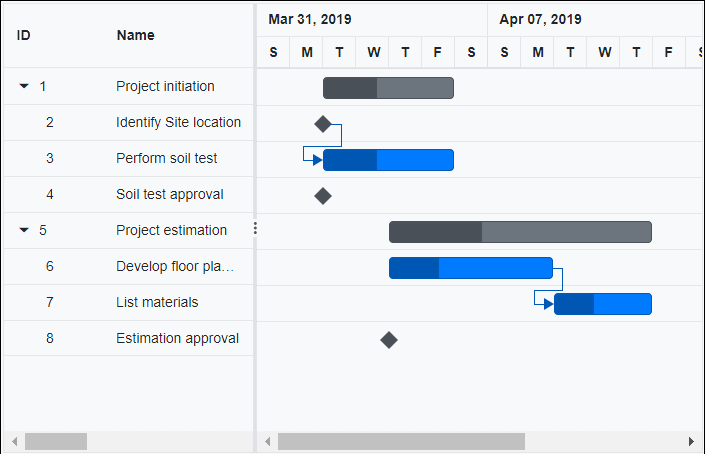 ID Name
Mar 31, 2019 Apr 07, 2019
S M T W T F S S M T W T F S
1 Project initiation
2 Identify Site location
3 Perform soil test
4 Soil test approval
5 Project estimation
6 Develop floor pla…
7 List materials
8 Estimation approval